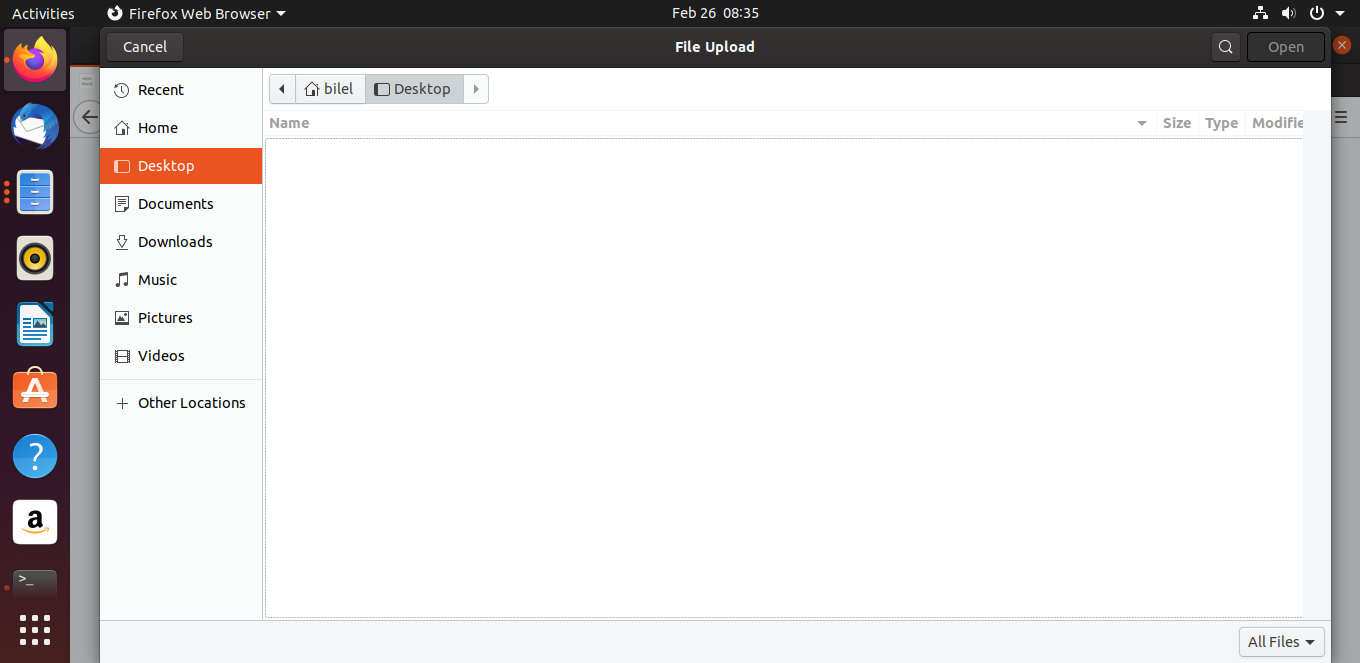 Activities Firefox Web Browser Feb 26 08:35
Cancel File Upload Open
Recent
Home
Desktop
Documents
Downloads
Music
Pictures
Videos
Other Locations
bilel Desktop
Name Size Type Modifie
?
a
>_
All Files